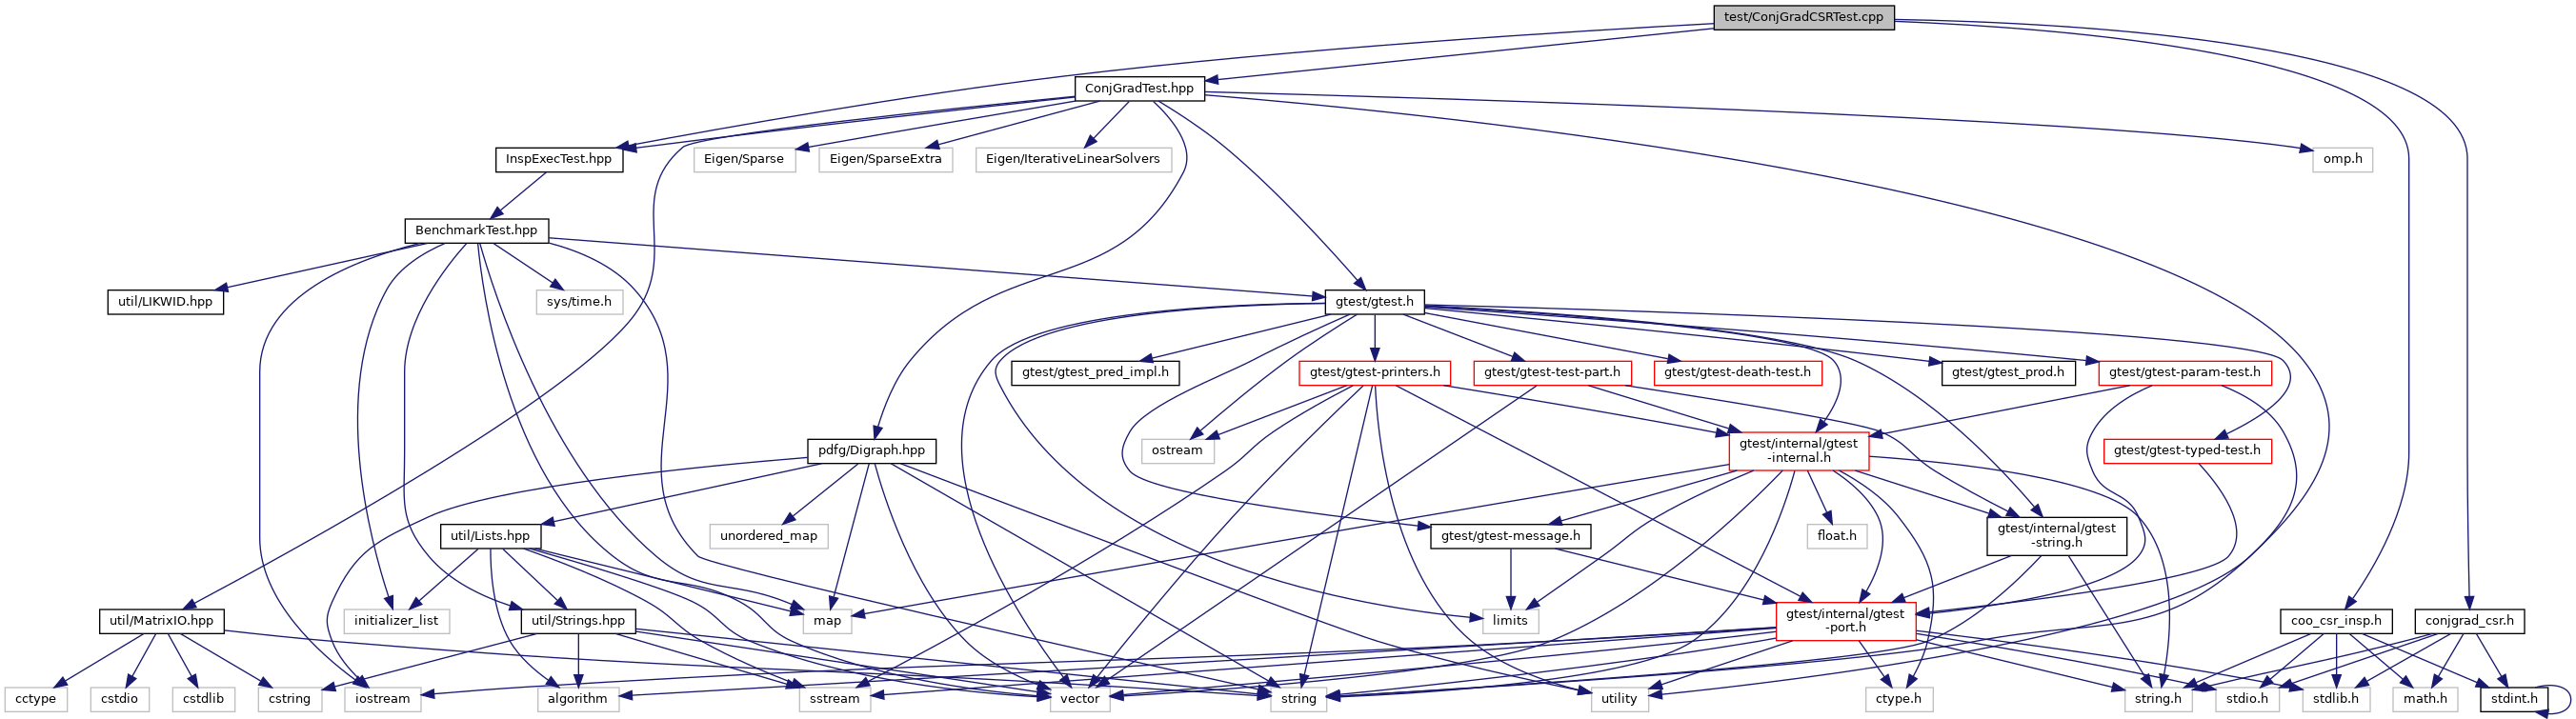 test/ConjGradCSRTest.cpp
ConjGradTest.hpp
InspExecTest.hpp
Eigen/Sparse
Eigen/SparseExtra
Eigen/IterativeLinearSolvers
omp.h
BenchmarkTest.hpp
util/LIKWID.hpp
sys/time.h
gtest/gtest.h
gtest/gtest_pred_impl.h
gtest/gtest-printers.h
gtest/gtest-test-part.h
gtest/gtest-death-test.h
gtest/gtest_prod.h
gtest/gtest-param-test.h
pdfg/Digraph.hpp
ostream
gtest/internal/gtest
-internal.h
gtest/gtest-typed-test.h
util/Lists.hpp
unordered_map
gtest/gtest-message.h
float.h
gtest/internal/gtest
-string.h
util/MatrixIO.hpp
initializer_list
util/Strings.hpp
map
limits
gtest/internal/gtest
-port.h
coo_csr_insp.h
conjgrad_csr.h
cctype
cstdio
cstdlib
cstring
iostream
algorithm
sstream
vector
string
utility
ctype.h
string.h
stdio.h
stdlib.h
math.h
stdint.h